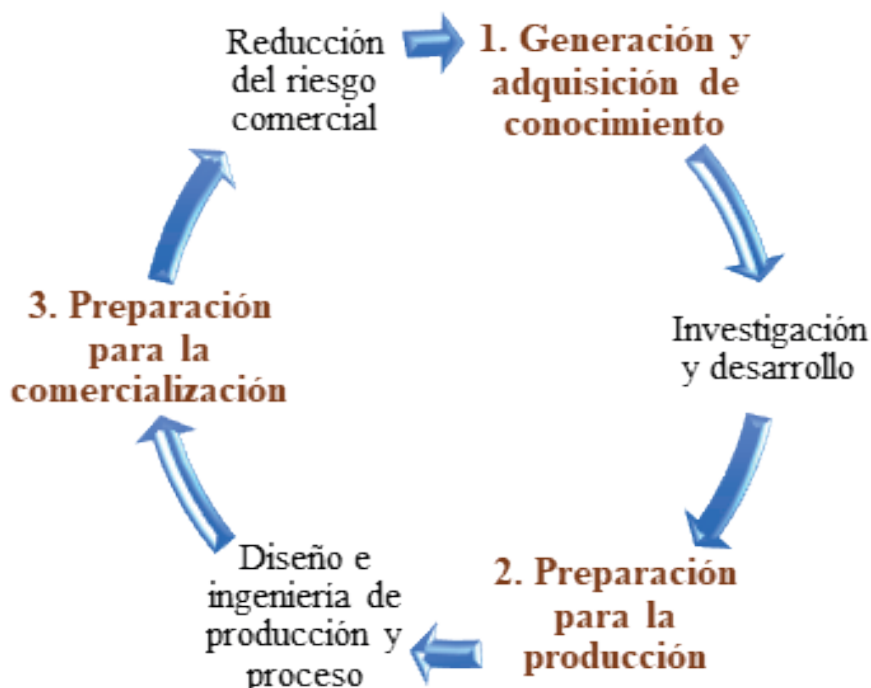 1. Generación y
adquisición de
conocimiento
Investigación
y desarrollo
2. Preparación
para la
producción
Diseño e
ingeniería de
producción y
proceso
3. Preparación
para la
comercialización
Reducción
del riesgo
comercial